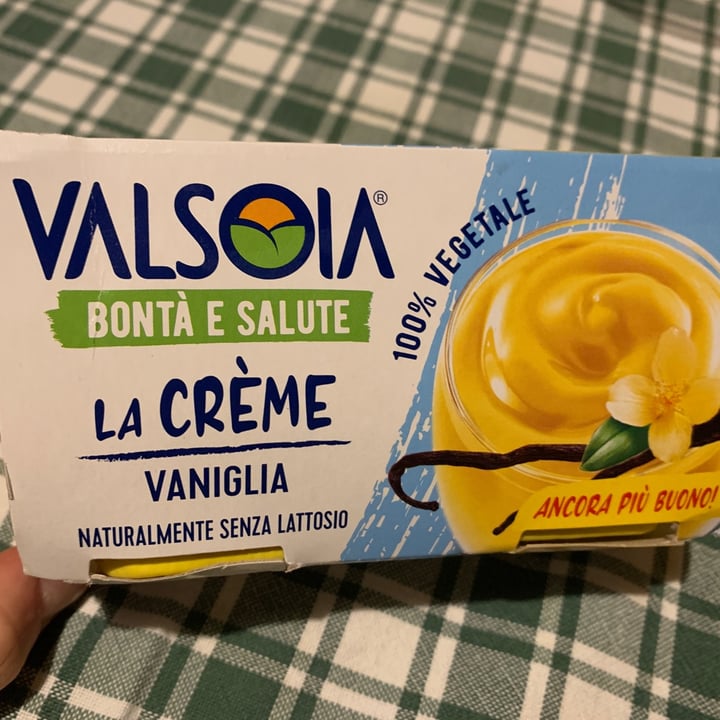 VALSOIA®
BONTÀ E SALUTE
LA CRÈME
VANIGLIA
NATURALMENTE SENZA LATTOSIO
100% VEGETALE
ANCORA PIÙ BUONO!